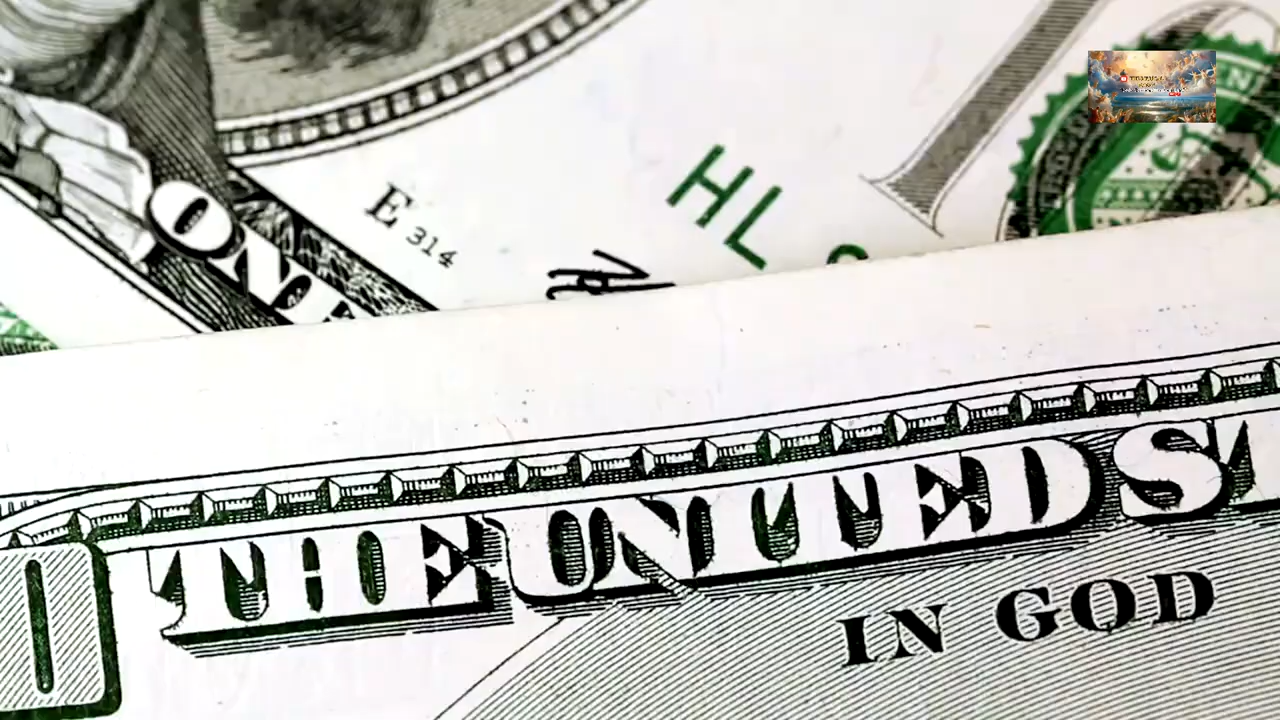 ONE
E 314
HL
THE UNITED S
IN GOD